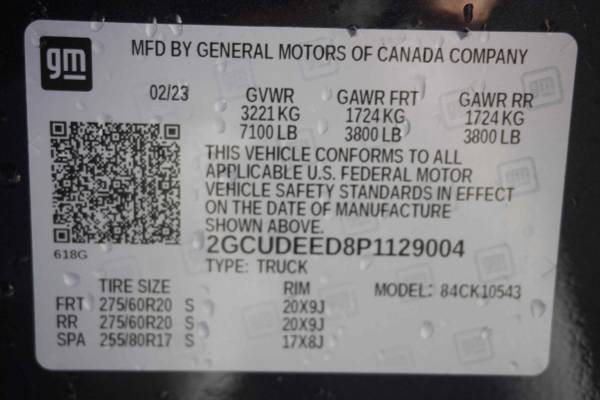 gm
MFD BY GENERAL MOTORS OF CANADA COMPANY
02/23 GVWR GAWR FRT GAWR RR
3221 KG 1724 KG 1724 KG
7100 LB 3800 LB 3800 LB
THIS VEHICLE CONFORMS TO ALL
APPLICABLE U.S. FEDERAL MOTOR
VEHICLE SAFETY STANDARDS IN EFFECT
ON THE DATE OF MANUFACTURE
SHOWN ABOVE.
618G
2GCUDEED8P1129004
TYPE: TRUCK
TIRE SIZE RIM MODEL: 84CK10543
FRT 275/60R20 S 20X9J
RR 275/60R20 S 20X9J
SPA 255/80R17 S 17X8J